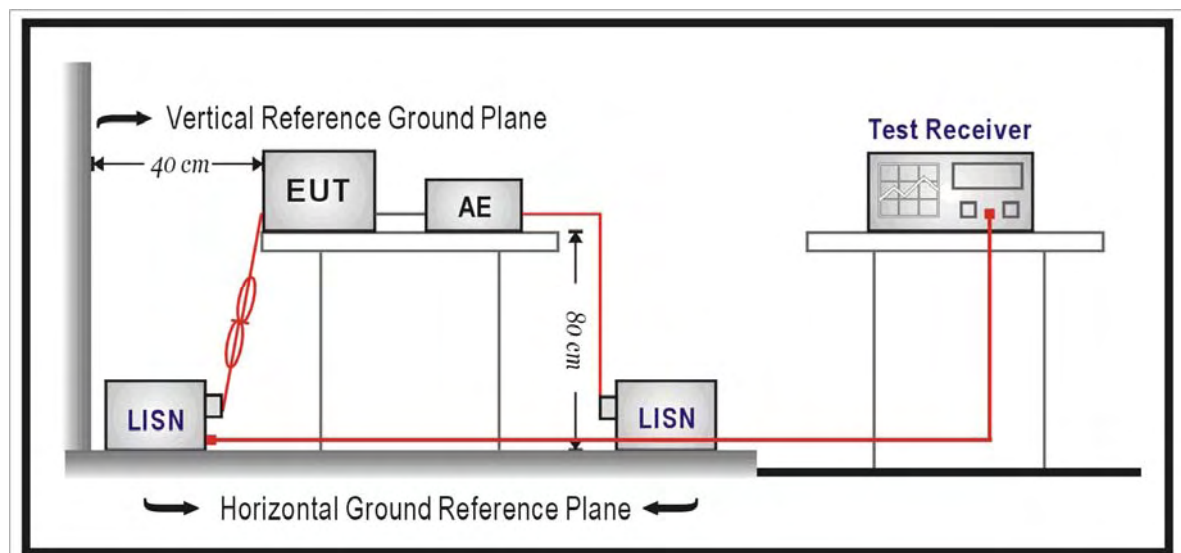 Vertical Reference Ground Plane
40 cm
Test Receiver
EUT
AE
80 cm
LISN
LISN
Horizontal Ground Reference Plane